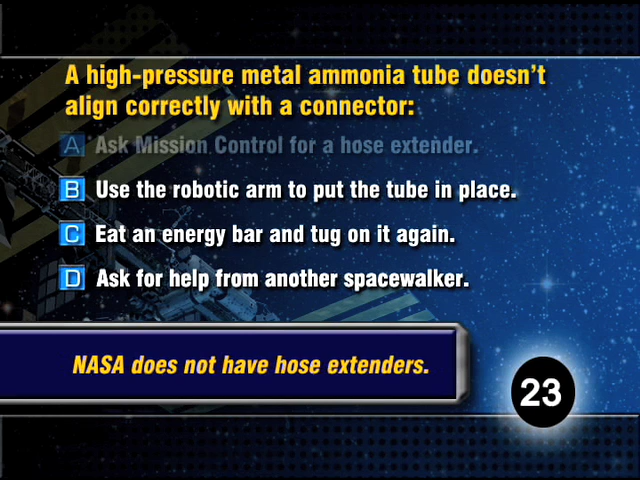 A high-pressure metal ammonia tube doesn't
align correctly with a connector:
A Ask Mission Control for a hose extender.
B Use the robotic arm to put the tube in place.
C Eat an energy bar and tug on it again.
D Ask for help from another spacewalker.
NASA does not have hose extenders.
23